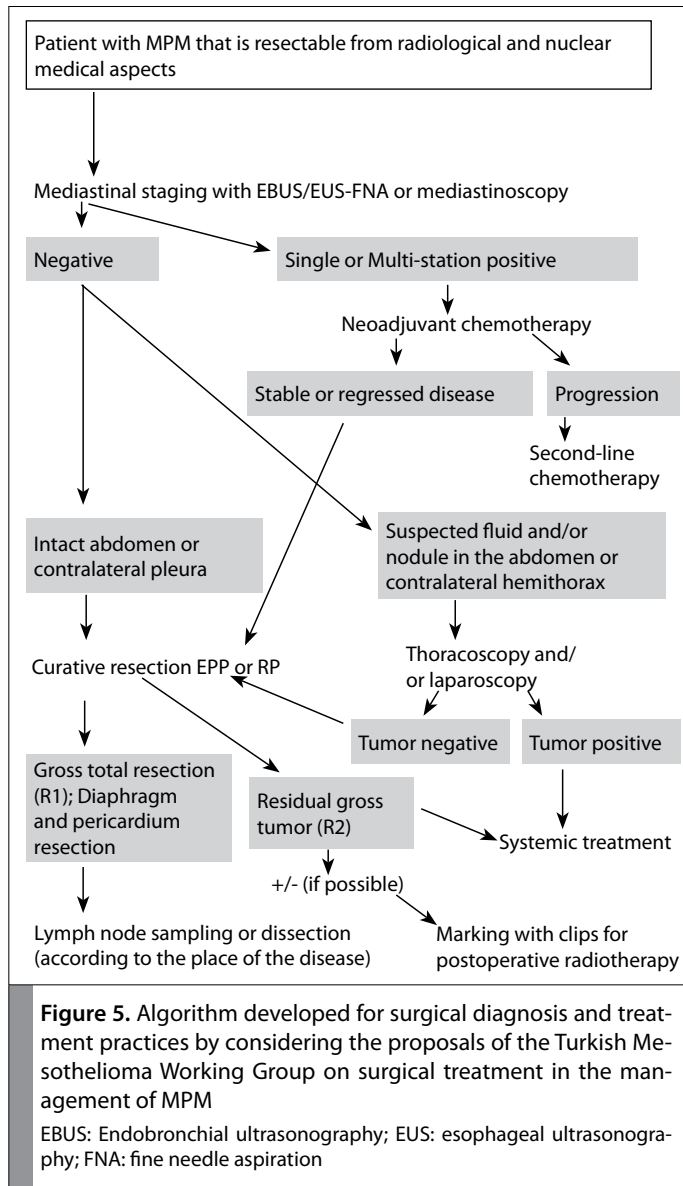 Patient with MPM that is resectable from radiological and nuclear
medical aspects
Mediastinal staging with EBUS/EUS-FNA or mediastinoscopy
Negative
Single or Multi-station positive
Neoadjuvant chemotherapy
Stable or regressed disease
Progression
Second-line
chemotherapy
Intact abdomen or
contralateral pleura
Suspected fluid and/or
nodule in the abdomen or
contralateral hemithorax
Curative resection EPP or RP
Thoracoscopy and/
or laparoscopy
Tumor negative
Tumor positive
Gross total resection
(R1); Diaphragm
and pericardium
resection
Residual gross
tumor (R2)
Systemic treatment
+/- (if possible)
Lymph node sampling or dissection
(according to the place of the disease)
Marking with clips for
postoperative radiotherapy
Figure 5. Algorithm developed for surgical diagnosis and treat-
ment practices by considering the proposals of the Turkish Me-
sothelioma Working Group on surgical treatment in the man-
agement of MPM
EBUS: Endobronchial ultrasonography; EUS: esophageal ultrasonogra-
phy; FNA: fine needle aspiration